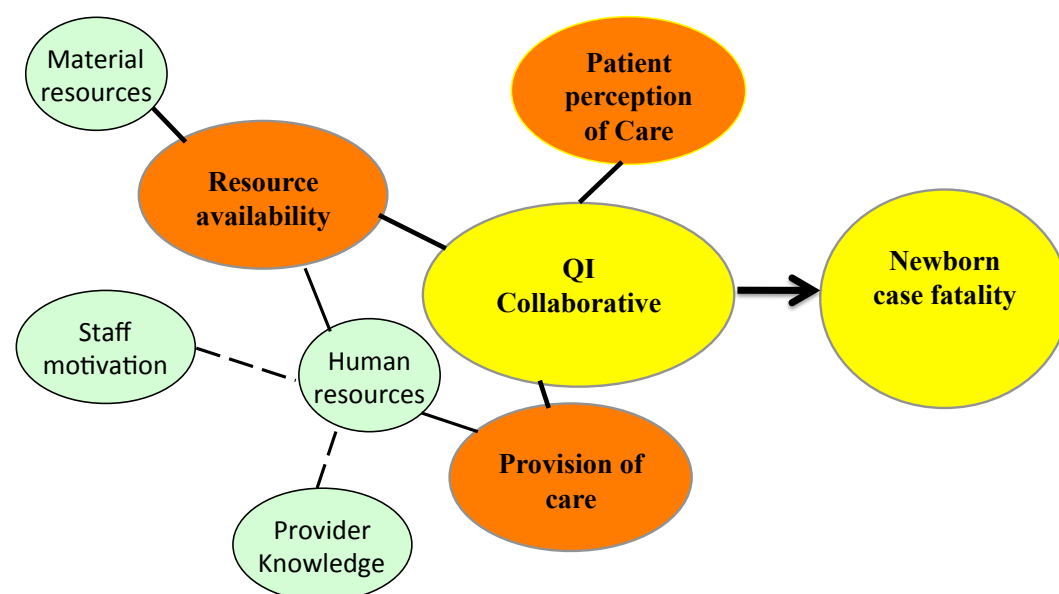 Material
resources
Patient
perception
of Care
Resource
availability
QI
Collaborative
Newborn
case fatality
Staff
motivation
Human
resources
Provision of
care
Provider
Knowledge